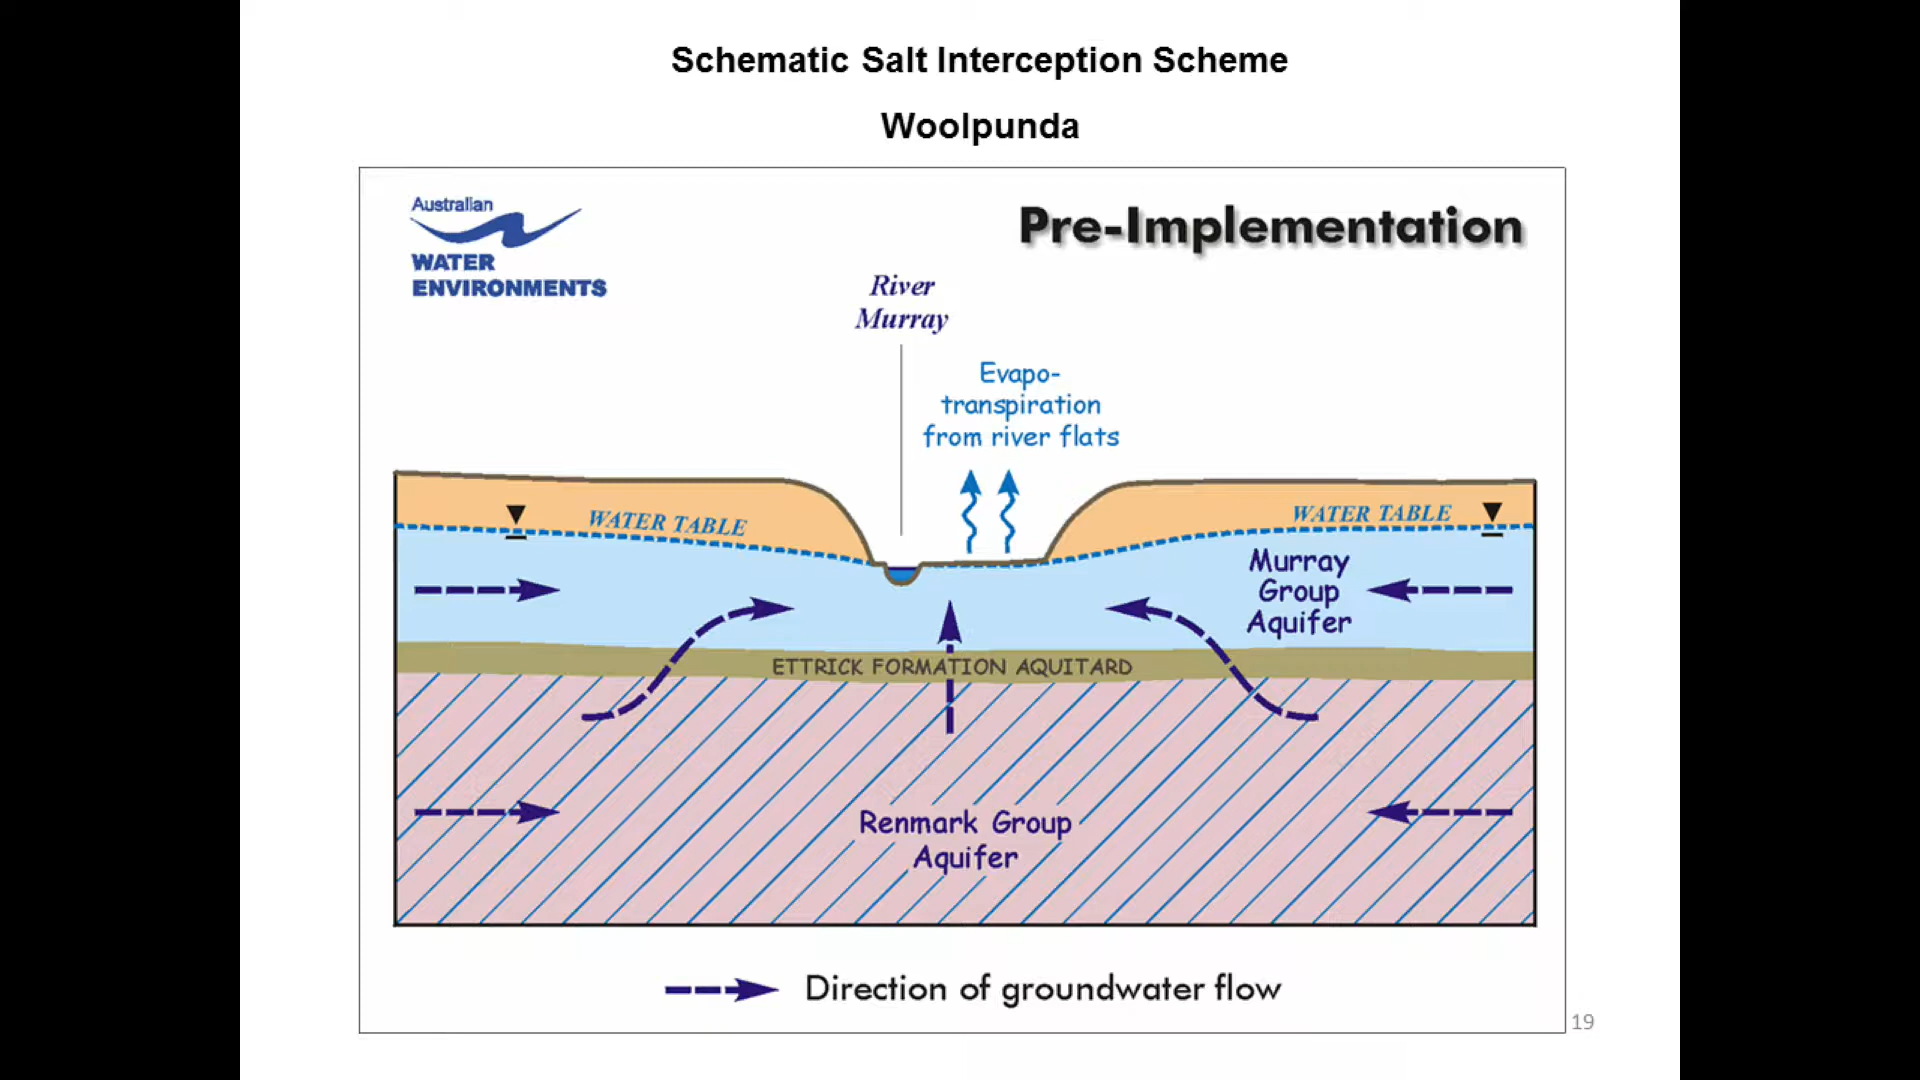 Schematic Salt Interception Scheme
Woolpunda
Australian
WATER
ENVIRONMENTS
Pre-Implementation
River
Murray
Evapo-
transpiration
from river flats
WATER TABLE
WATER TABLE
Murray
Group
Aquifer
ETTRICK FORMATION AQUITARD
Renmark Group
Aquifer
Direction of groundwater flow
19